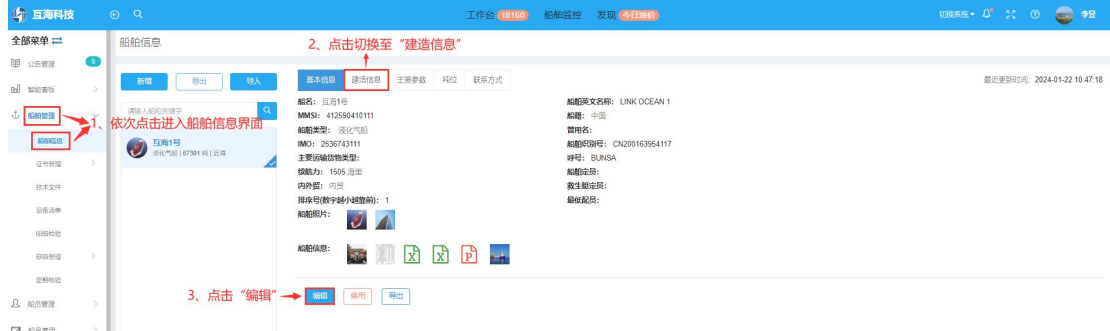 互海科技
工作台 18160 船舶监控 发现 今日油价
切换系统
李昱
全部菜单
船舶信息
2、点击切换至“建造信息”
公告管理 5
智能看板
新增 导出 导入
基本信息 建造信息 主要参数 吨位 联系方式
最近更新时间: 2024-01-22 10:47:18
船舶管理
请输入船舶关键字
1、依次点击进入船舶信息界面
船舶信息
互海1号
液化气船 | 67301 吨 | 近海
船名: 互海1号
船舶英文名称: LINK OCEAN 1
MMSI: 412590410111
船籍: 中国
船舶类型: 液化气船
曾用名:
IMO: 2536743111
船舶识别号: CN200163954117
主要运输货物类型:
呼号: BUNSA
续航力: 1505 海里
船舶定员:
内外贸: 内贸
救生艇定员:
排序号(数字越小越靠前): 1
最低配员:
船舶照片:
船舶信息:
证书管理
技术文件
设备清单
船舶检验
缺陷管理
定期检验
船员管理
3、点击“编辑”
编辑 停用 导出